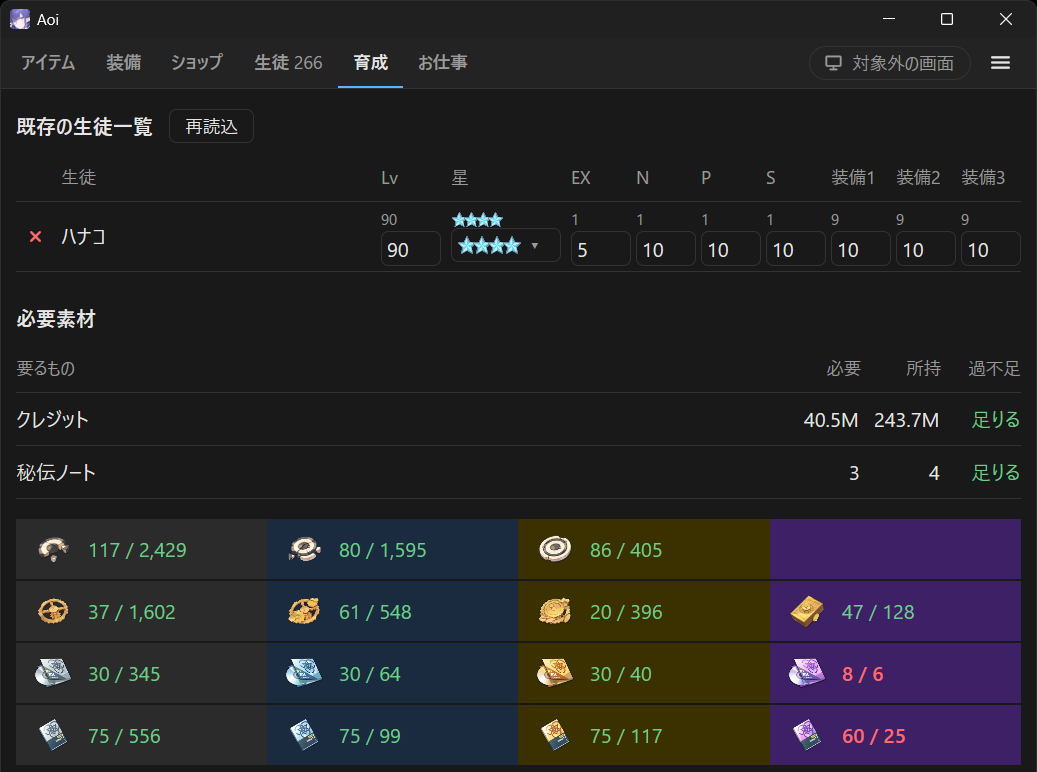 Aoi
アイテム 装備 ショップ 生徒 266 育成 お仕事 対象外の画面
既存の生徒一覧 再読込
生徒 Lv 星 EX N P S 装備1 装備2 装備3
90 1 1 1 1 9 9 9
ハナコ 90 5 10 10 10 10 10 10
必要素材
要るもの 必要 所持 過不足
クレジット 40.5M 243.7M 足りる
秘伝ノート 3 4 足りる
117 / 2,429 80 / 1,595 86 / 405
37 / 1,602 61 / 548 20 / 396 47 / 128
30 / 345 30 / 64 30 / 40 8 / 6
75 / 556 75 / 99 75 / 117 60 / 25